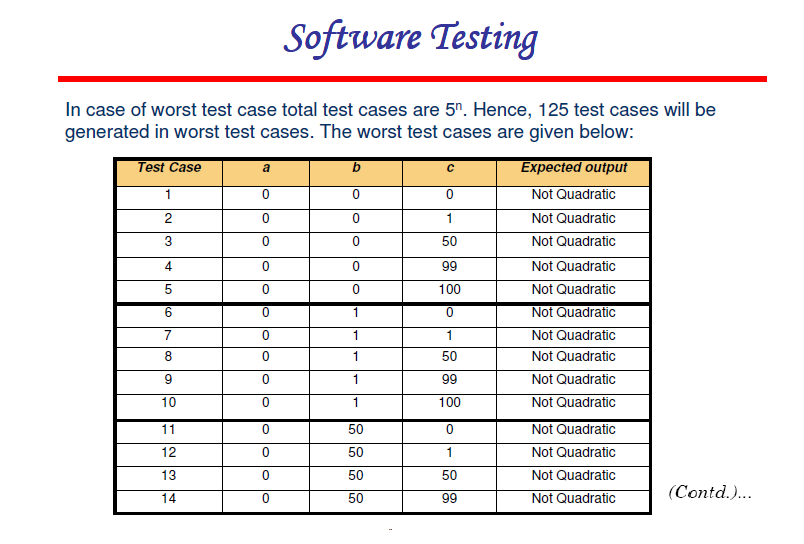 Software Testing
In case of worst test case total test cases are 5ⁿ. Hence, 125 test cases will be
generated in worst test cases. The worst test cases are given below:
Test Case a b c Expected output
1 0 0 0 Not Quadratic
2 0 0 1 Not Quadratic
3 0 0 50 Not Quadratic
4 0 0 99 Not Quadratic
5 0 0 100 Not Quadratic
6 0 1 0 Not Quadratic
7 0 1 1 Not Quadratic
8 0 1 50 Not Quadratic
9 0 1 99 Not Quadratic
10 0 1 100 Not Quadratic
11 0 50 0 Not Quadratic
12 0 50 1 Not Quadratic
13 0 50 50 Not Quadratic
14 0 50 99 Not Quadratic
(Contd.)...